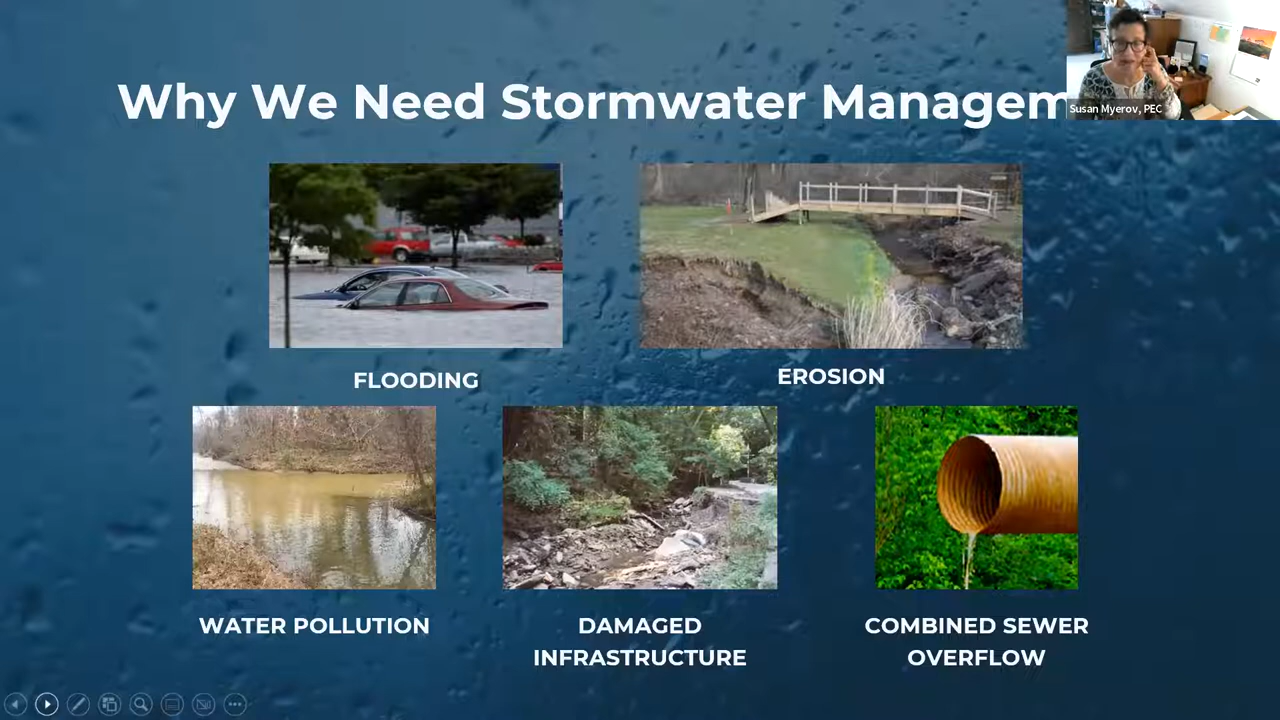 Why We Need Stormwater Managem
Susan Myerov, PEC
FLOODING
EROSION
WATER POLLUTION
DAMAGED
INFRASTRUCTURE
COMBINED SEWER
OVERFLOW